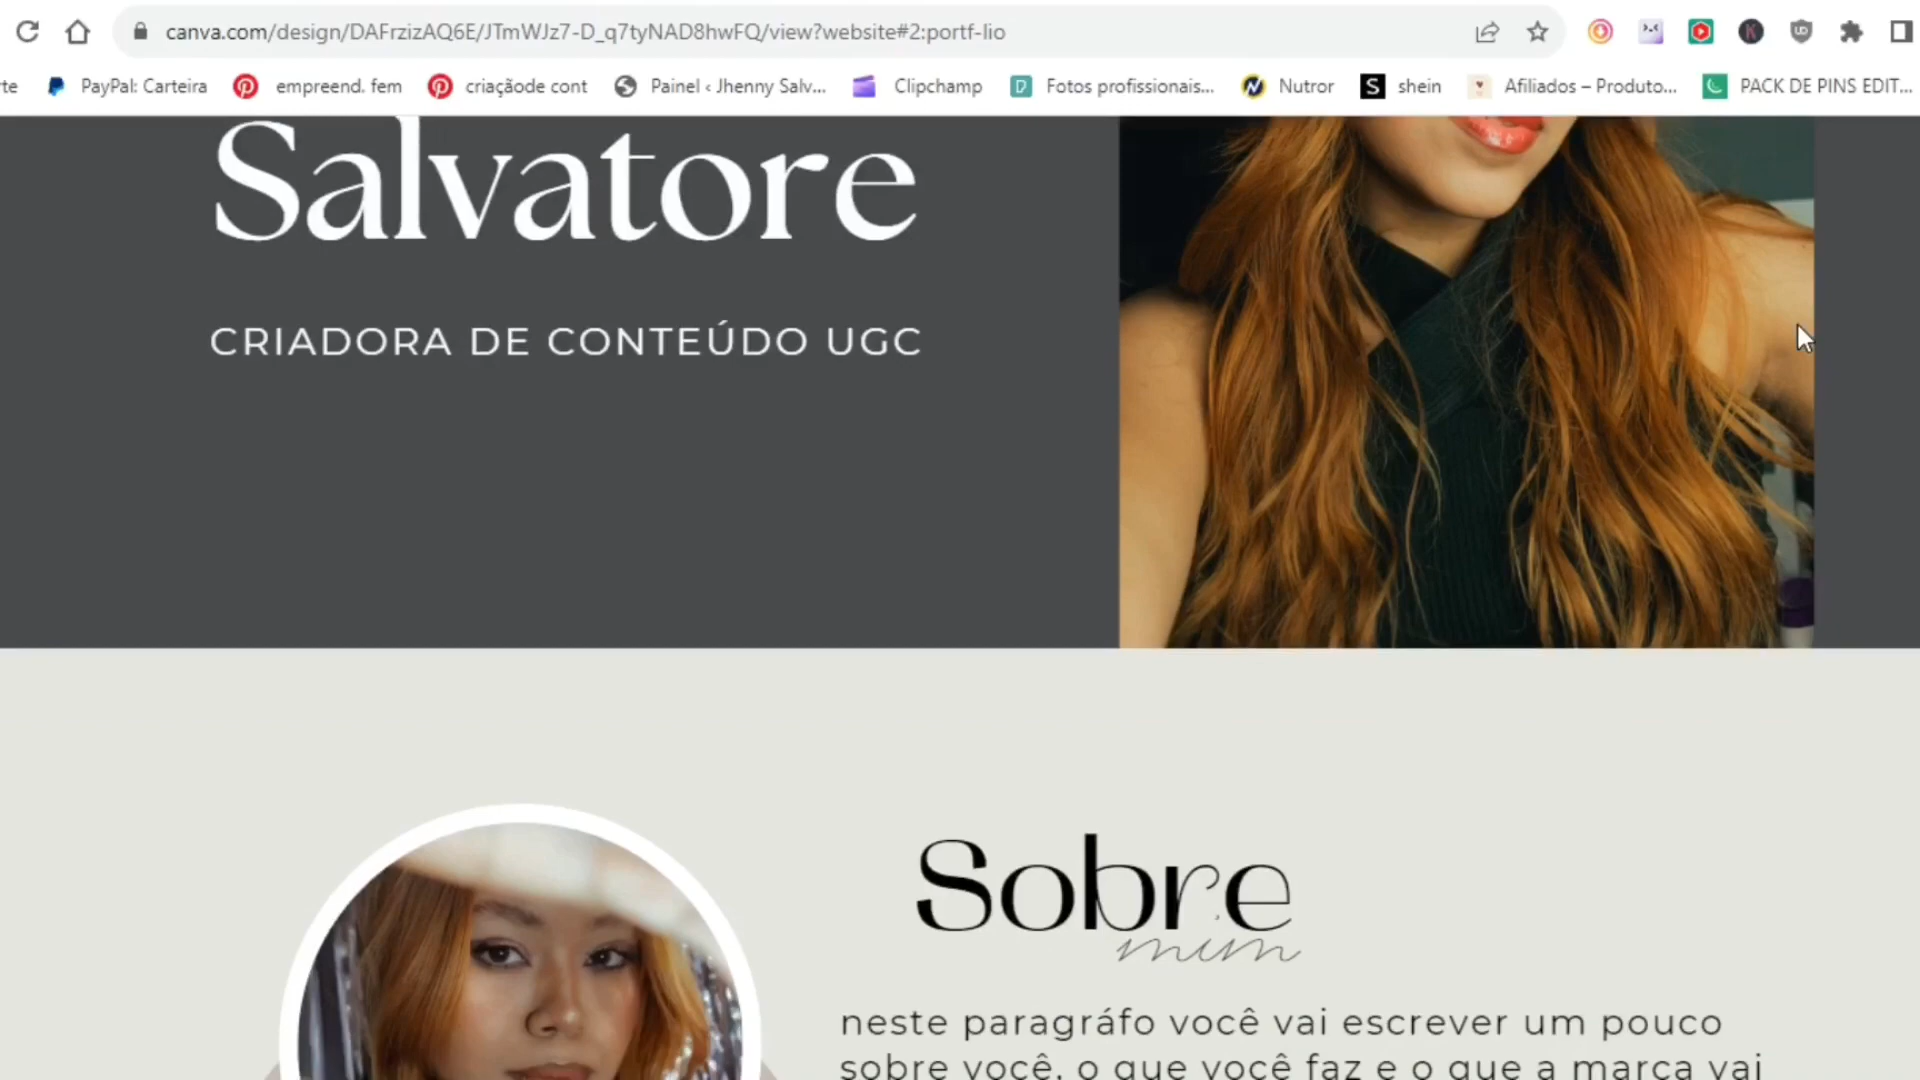 canva.com/design/DAFrzizAQ6E/JTmWJz7-D_q7tyNAD8hwFQ/view?website#2:portf-lio
te PayPal: Carteira empreend. fem criaçãode cont Painel ‹ Jhenny Salv... Clipchamp Fotos profissionais... Nutror shein Afiliados – Produto... PACK DE PINS EDIT...
Salvatore
CRIADORA DE CONTEÚDO UGC
Sobre
mim
neste paragráfo você vai escrever um pouco
sobre você, o que você faz e o que a marca vai